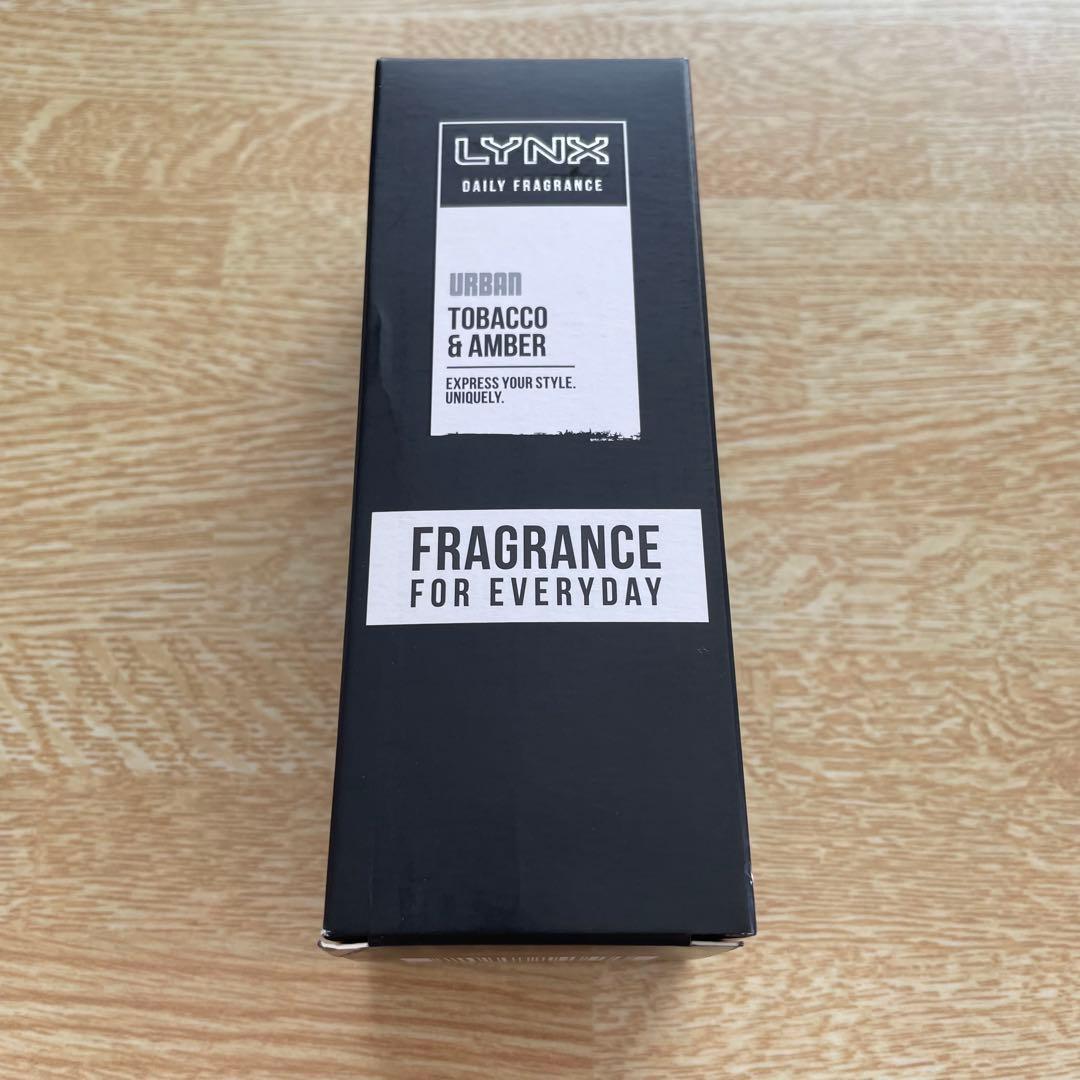 LYNX
DAILY FRAGRANCE
URBAN
TOBACCO
& AMBER
EXPRESS YOUR STYLE.
UNIQUELY.
FRAGRANCE
FOR EVERYDAY